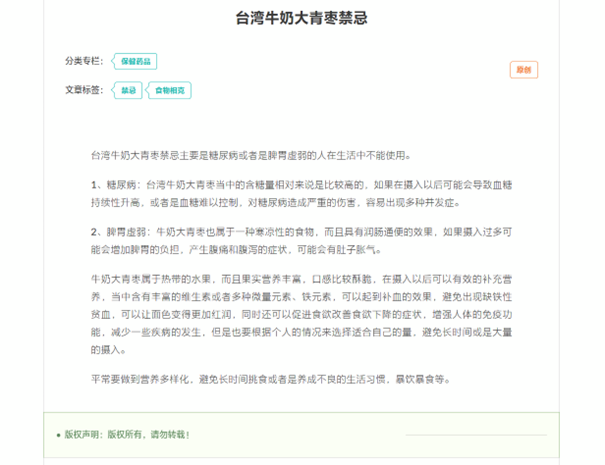 台湾牛奶大青枣禁忌
分类专栏： 保健药品
原创
文章标签： 禁忌 食物相克
台湾牛奶大青枣禁忌主要是糖尿病或者是脾胃虚弱的人在生活中不能使用。
1、糖尿病：台湾牛奶大青枣当中的含糖量相对来说是比较高的，如果在摄入以后可能会导致血糖
持续性升高，或者是血糖难以控制，对糖尿病造成严重的伤害，容易出现多种并发症。
2、脾胃虚弱：牛奶大青枣也属于一种寒凉性的食物，而且具有润肠通便的效果，如果摄入过多可
能会增加脾胃的负担，产生腹痛和腹泻的症状，可能会有肚子胀气。
牛奶大青枣属于热带的水果，而且果实营养丰富，口感比较酥脆，在摄入以后可以有效的补充营
养，当中含有丰富的维生素或者多种微量元素、铁元素，可以起到补血的效果，避免出现缺铁性
贫血，可以让面色变得更加红润，同时还可以促进食欲改善食欲下降的症状，增强人体的免疫功
能，减少一些疾病的发生，但是也要根据个人的情况来选择适合自己的量，避免长时间或是大量
的摄入。
平常要做到营养多样化，避免长时间挑食或者是养成不良的生活习惯，暴饮暴食等。
• 版权声明：版权所有，请勿转载！